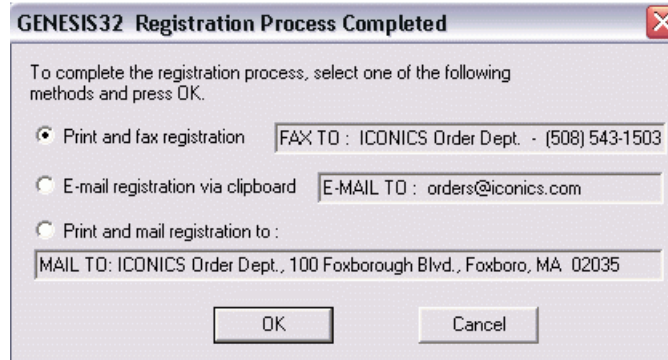 GENESIS32 Registration Process Completed
To complete the registration process, select one of the following
methods and press OK.
Print and fax registration FAX TO : ICONICS Order Dept. - (508) 543-1503
E-mail registration via clipboard E-MAIL TO : orders@iconics.com
Print and mail registration to :
MAIL TO: ICONICS Order Dept., 100 Foxborough Blvd., Foxboro, MA 02035
OK Cancel